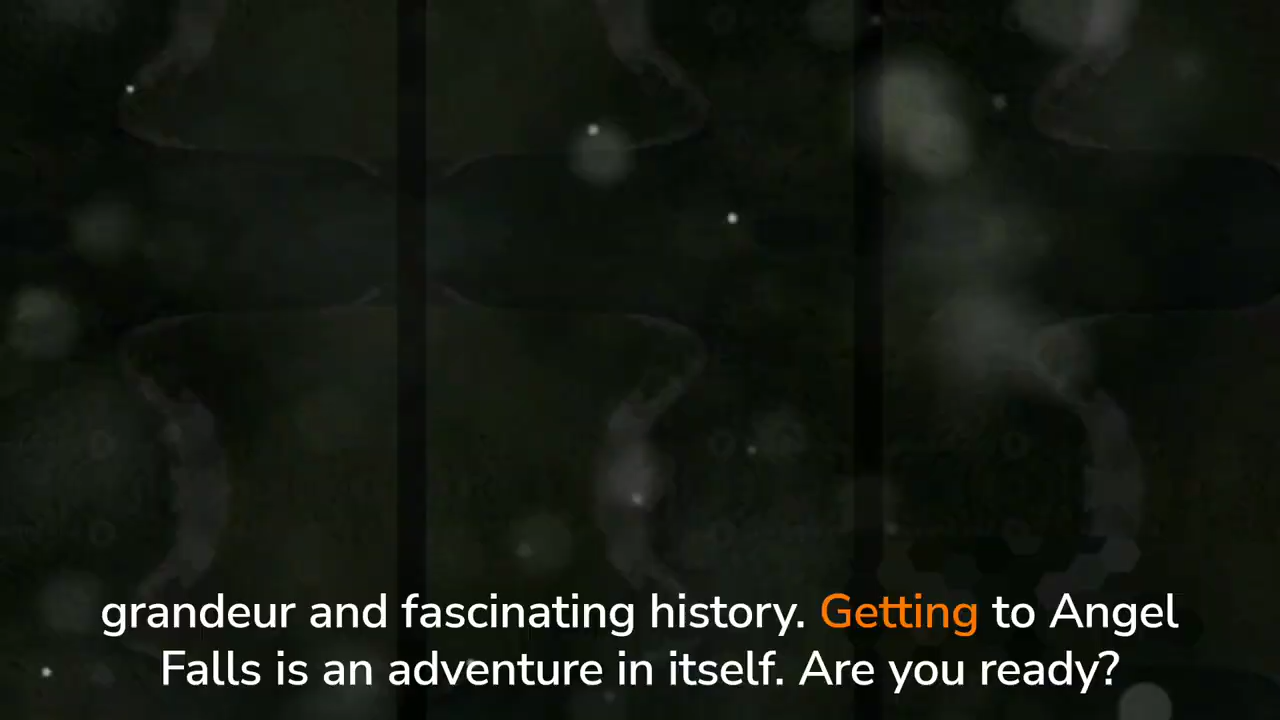 grandeur and fascinating history. Getting to Angel
Falls is an adventure in itself. Are you ready?